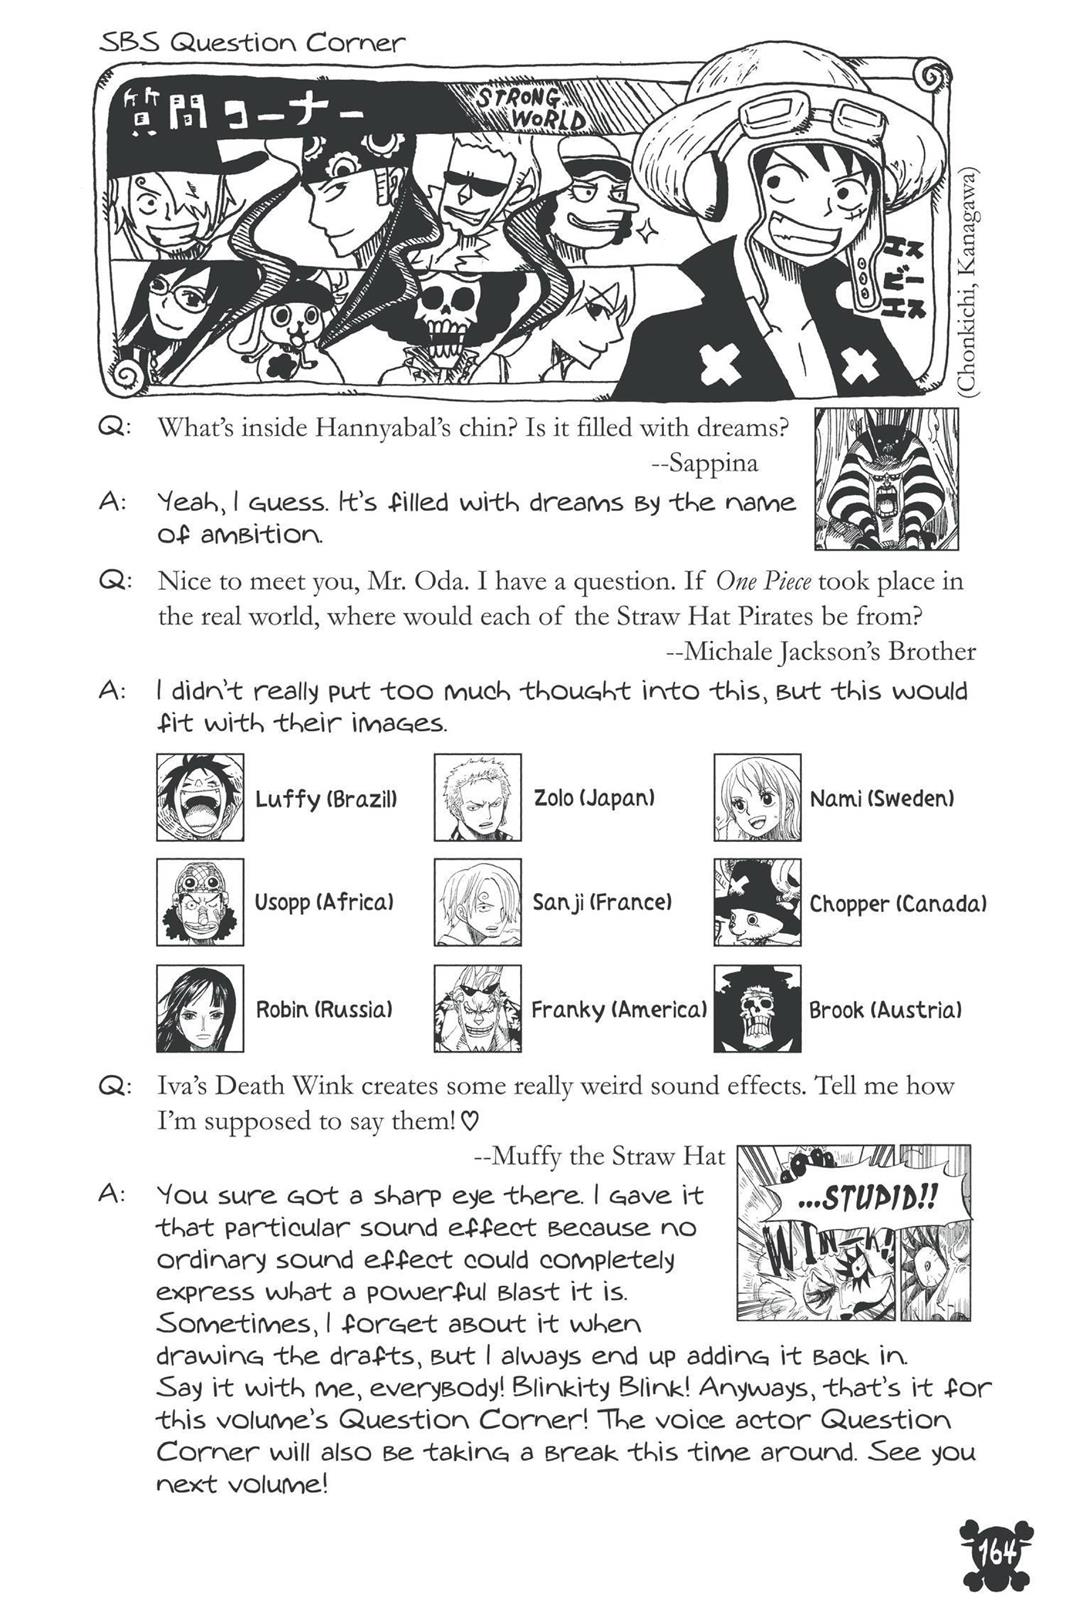 SBS Question Corner
質問コーナー
STRONG
WORLD
エス
ビー
エス
(Chonkichi, Kanagawa)
Q: What's inside Hannyabal's chin? Is it filled with dreams?
--Sappina
A: Yeah, I guess. It's filled with dreams by the name
of ambition.
Q: Nice to meet you, Mr. Oda. I have a question. If One Piece took place in
the real world, where would each of the Straw Hat Pirates be from?
--Michale Jackson's Brother
A: I didn't really put too much thought into this, but this would
fit with their images.
Luffy (Brazil) Zolo (Japan) Nami (Sweden)
Usopp (Africa) Sanji (France) Chopper (Canada)
Robin (Russia) Franky (America) Brook (Austria)
Q: Iva's Death Wink creates some really weird sound effects. Tell me how
I'm supposed to say them!♡
--Muffy the Straw Hat
...STUPID!!
WIN—K!
A: You sure got a sharp eye there. I gave it
that particular sound effect because no
ordinary sound effect could completely
express what a powerful blast it is.
Sometimes, I forget about it when
drawing the drafts, but I always end up adding it back in.
Say it with me, everybody! Blinkity Blink! Anyways, that's it for
this volume's Question Corner! The voice actor Question
Corner will also be taking a break this time around. See you
next volume!
164